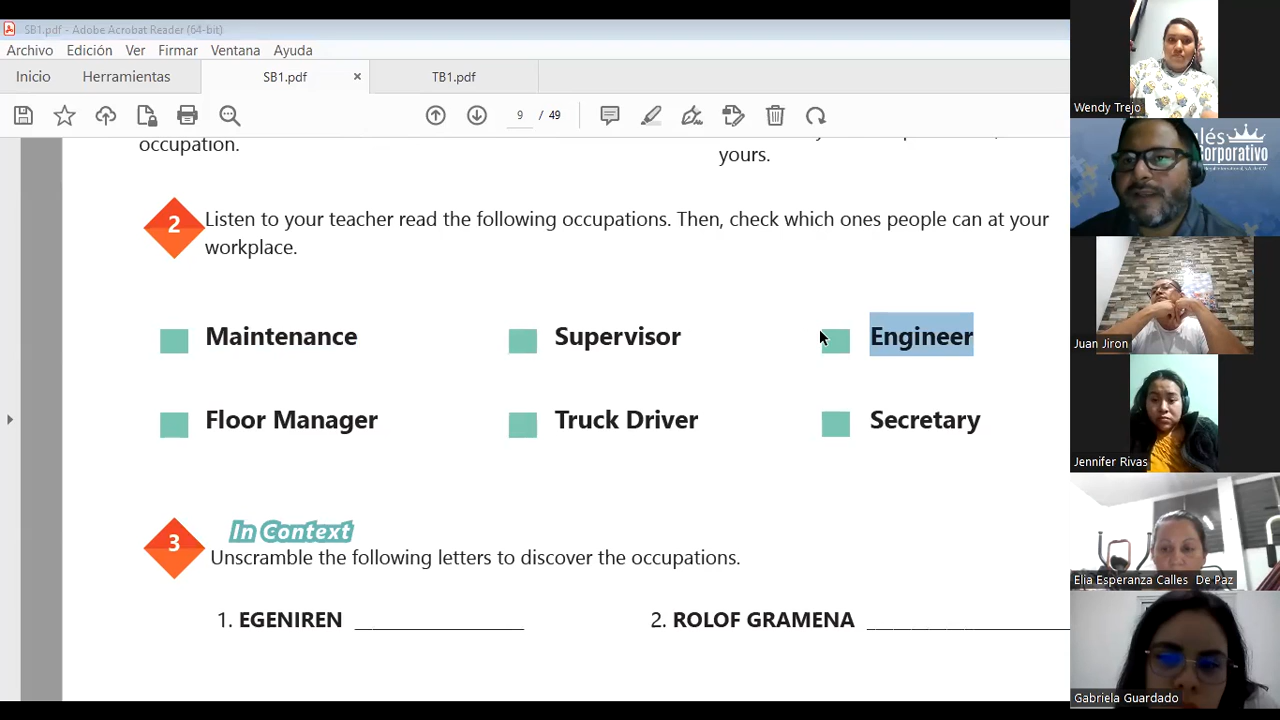 SB1.pdf - Adobe Acrobat Reader (64-bit)
Archivo Edición Ver Firmar Ventana Ayuda
Inicio Herramientas SB1.pdf × TB1.pdf
9 / 49
occupation.
yours.
2 Listen to your teacher read the following occupations. Then, check which ones people can at your
workplace.
Maintenance Supervisor Engineer
Floor Manager Truck Driver Secretary
In Context
3 Unscramble the following letters to discover the occupations.
1. EGENIREN ________________ 2. ROLOF GRAMENA ________________
Wendy Trejo
glés
Corporativo
Juan Jiron
Jennifer Rivas
Elia Esperanza Calles De Paz
Gabriela Guardado